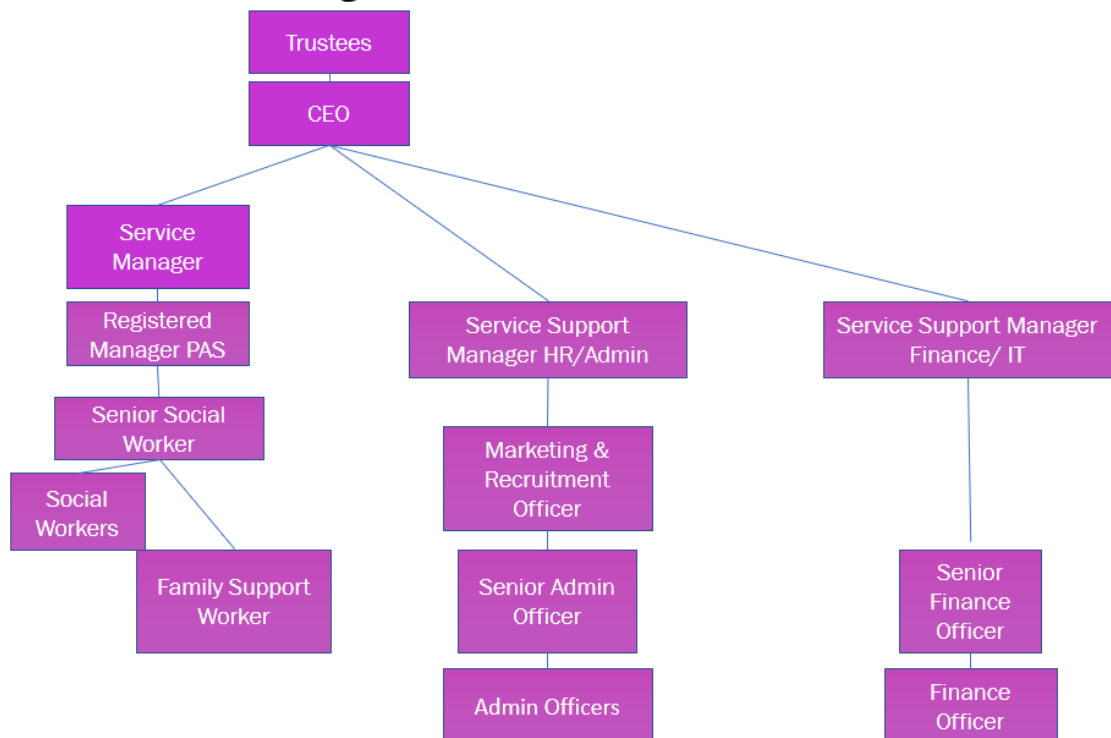 Trustees
CEO
Service
Manager
Registered
Manager PAS
Senior Social
Worker
Social
Workers
Family Support
Worker
Service Support
Manager HR/Admin
Marketing &
Recruitment
Officer
Senior Admin
Officer
Admin Officers
Service Support Manager
Finance/ IT
Senior
Finance
Officer
Finance
Officer